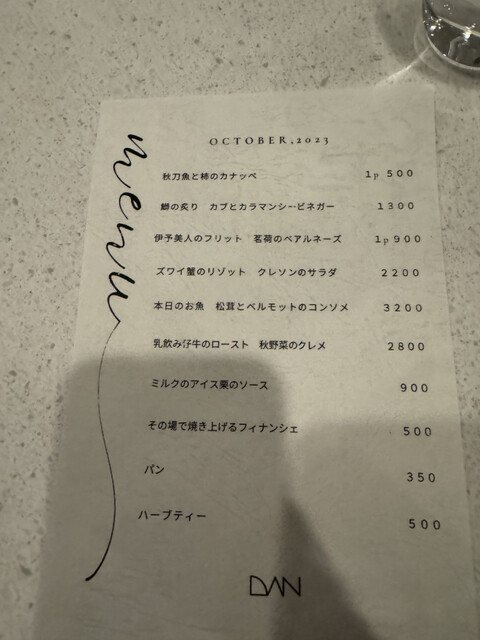 menu
OCTOBER,2023
秋刀魚と柿のカナッペ 1p 500
鰤の炙り カブとカラマンシービネガー 1300
伊予美人のフリット 茗荷のベアルネーズ 1p 900
ズワイ蟹のリゾット クレソンのサラダ 2200
本日のお魚 松茸とベルモットのコンソメ 3200
乳飲み仔牛のロースト 秋野菜のクレメ 2800
ミルクのアイス栗のソース 900
その場で焼き上げるフィナンシェ 500
パン 350
ハーブティー 500
DAN